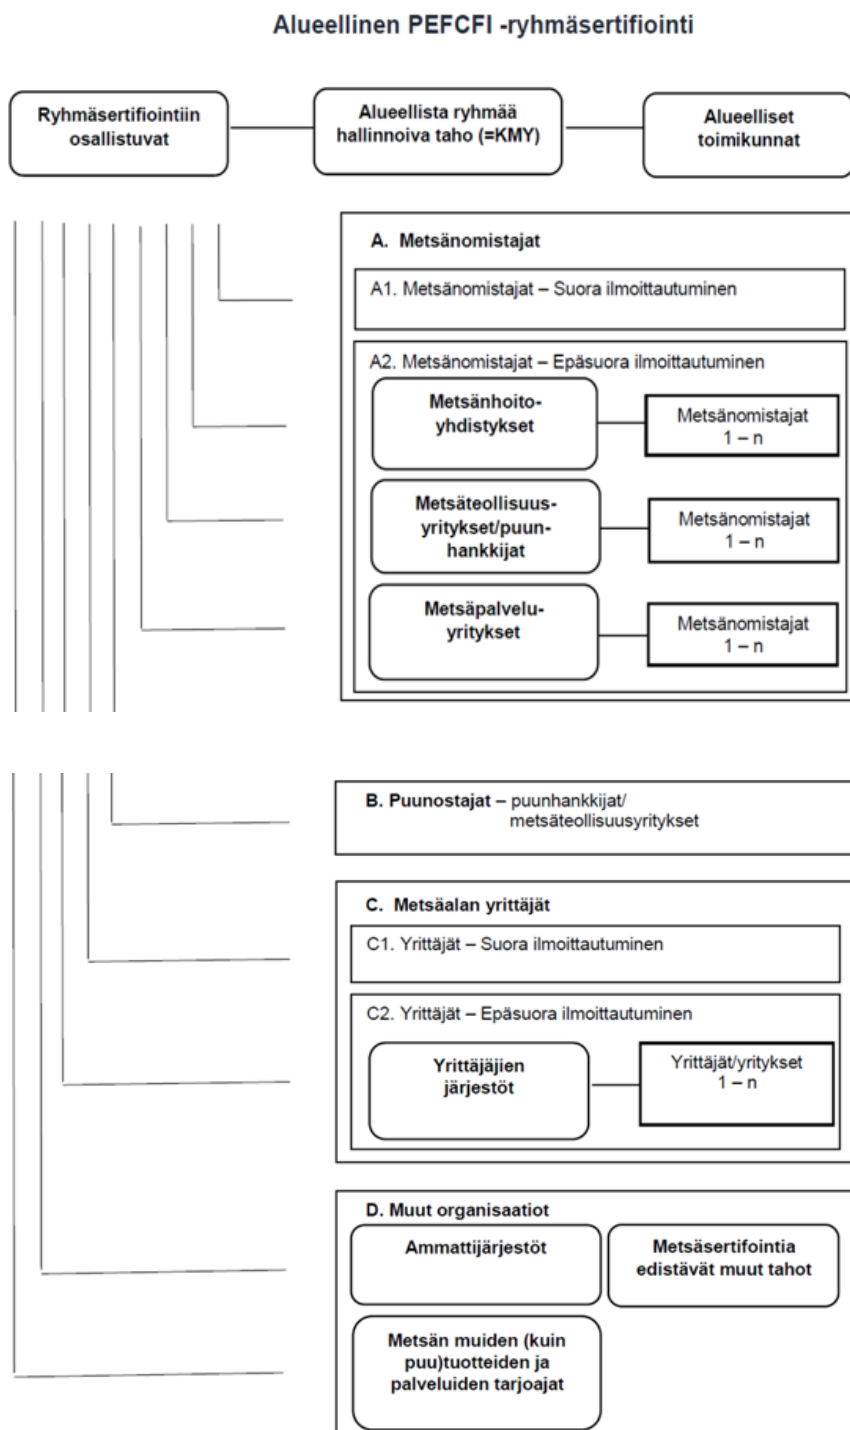 Alueellinen PEFCFI -ryhmäsertifiointi
Ryhmäsertifiointiin
osallistuvat
Alueellista ryhmää
hallinnoiva taho (=KMY)
Alueelliset
toimikunnat
A. Metsänomistajat
A1. Metsänomistajat – Suora ilmoittautuminen
A2. Metsänomistajat – Epäsuora ilmoittautuminen
Metsänhoito-
yhdistykset
Metsänomistajat
1 – n
Metsäteollisuus-
yritykset/puun-
hankkijat
Metsänomistajat
1 – n
Metsäpalvelu-
yritykset
Metsänomistajat
1 – n
B. Puunostajat – puunhankkijat/
metsäteollisuusyritykset
C. Metsäalan yrittäjät
C1. Yrittäjät – Suora ilmoittautuminen
C2. Yrittäjät – Epäsuora ilmoittautuminen
Yrittäjäjien
järjestöt
Yrittäjät/yritykset
1 – n
D. Muut organisaatiot
Ammattijärjestöt
Metsäsertifointia
edistävät muut tahot
Metsän muiden (kuin
puu)tuotteiden ja
palveluiden tarjoajat